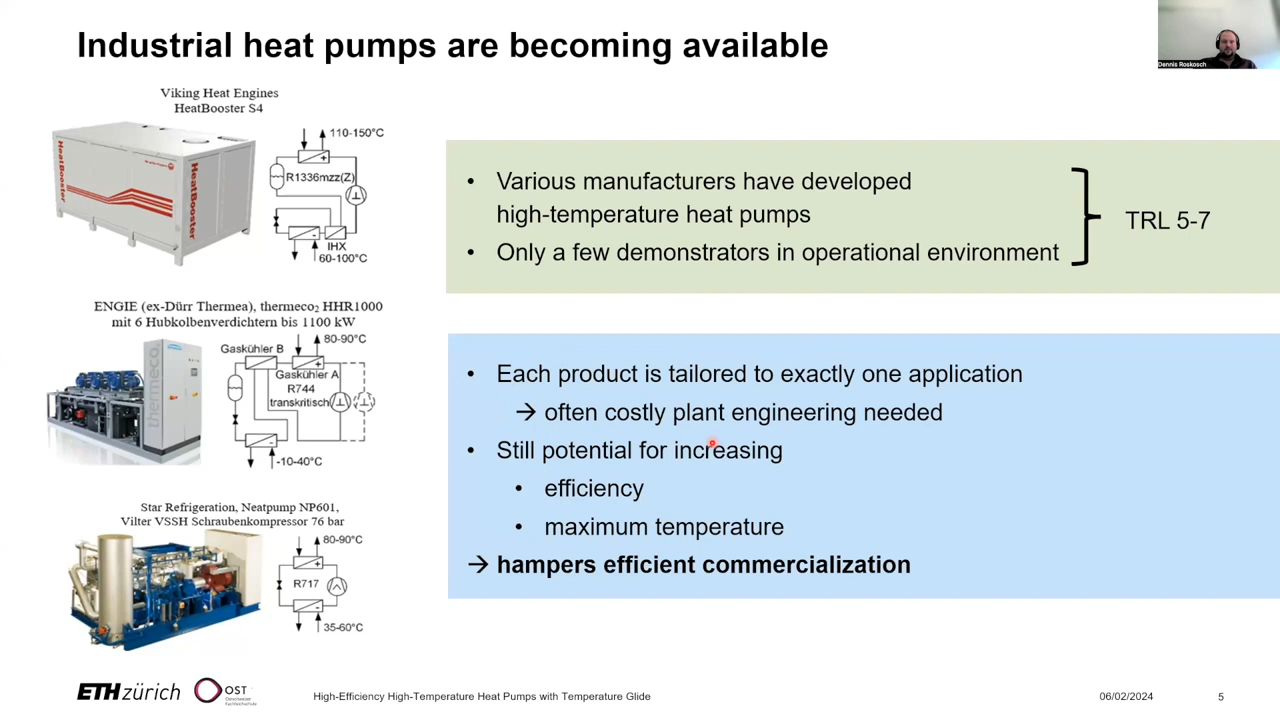 Industrial heat pumps are becoming available
Dennis Roskosch
Viking Heat Engines
HeatBooster S4
HeatBooster
HeatBooster
110-150°C
R1336mzz(Z)
IHX
60-100°C
ENGIE (ex-Dürr Thermea), thermeco₂ HHR1000
mit 6 Hubkolbenverdichtern bis 1100 kW
thermeco
80-90°C
Gaskühler B
Gaskühler A
R744
transkritisch
-10-40°C
Star Refrigeration, Neatpump NP601,
Vilter VSSH Schraubenkompressor 76 bar
80-90°C
R717
35-60°C
• Various manufacturers have developed
high-temperature heat pumps
• Only a few demonstrators in operational environment
TRL 5-7
• Each product is tailored to exactly one application
→ often costly plant engineering needed
• Still potential for increasing
• efficiency
• maximum temperature
→ hampers efficient commercialization
ETH zürich
OST
Ostschweizer
Fachhochschule
High-Efficiency High-Temperature Heat Pumps with Temperature Glide
06/02/2024
5